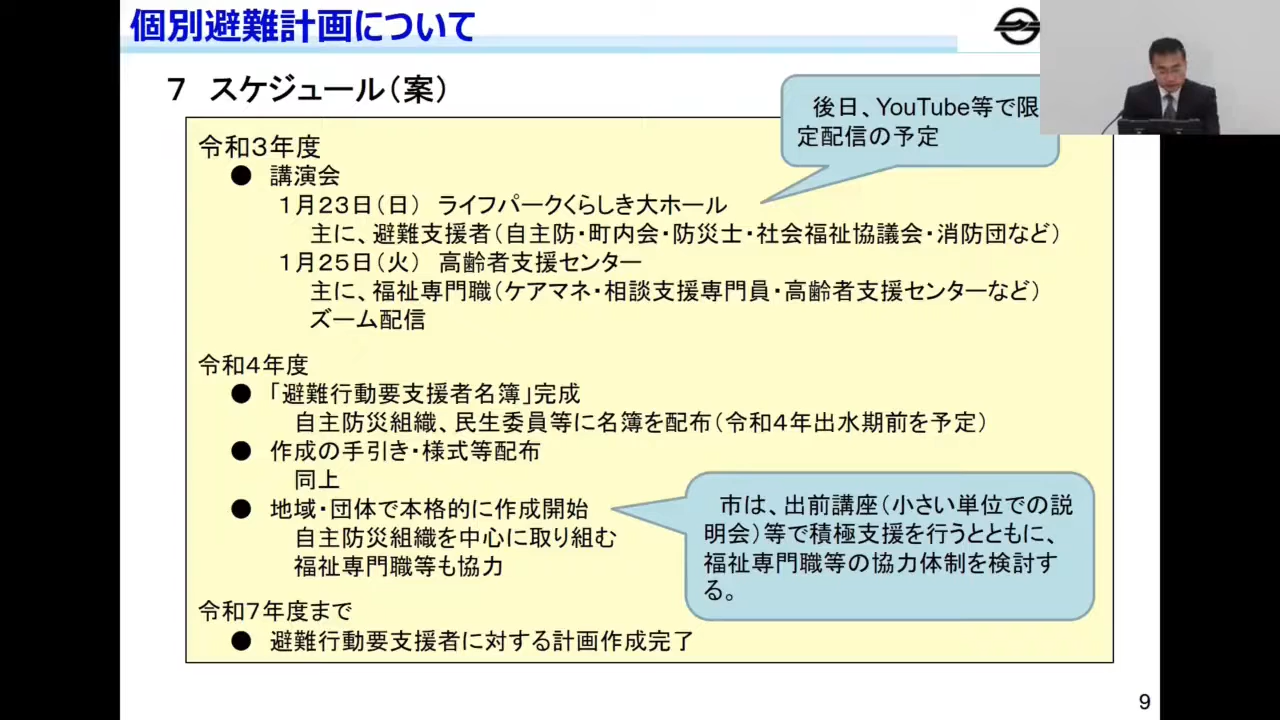 個別避難計画について
７　スケジュール（案）
後日、YouTube等で限
定配信の予定
令和３年度
● 講演会
１月２３日（日）　ライフパークくらしき大ホール
主に、避難支援者（自主防・町内会・防災士・社会福祉協議会・消防団など）
１月２５日（火）　高齢者支援センター
主に、福祉専門職（ケアマネ・相談支援専門員・高齢者支援センターなど）
ズーム配信
令和４年度
● 「避難行動要支援者名簿」完成
自主防災組織、民生委員等に名簿を配布（令和４年出水期前を予定）
● 作成の手引き・様式等配布
同上
● 地域・団体で本格的に作成開始
自主防災組織を中心に取り組む
福祉専門職等も協力
市は、出前講座（小さい単位での説
明会）等で積極支援を行うとともに、
福祉専門職等の協力体制を検討す
る。
令和７年度まで
● 避難行動要支援者に対する計画作成完了
9